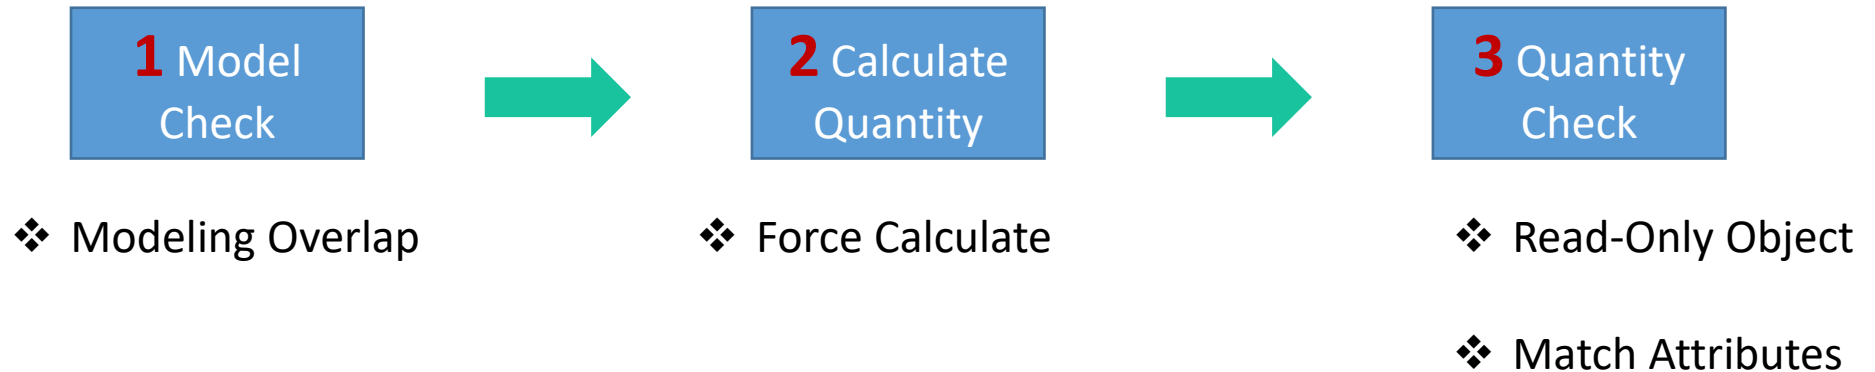 1 Model
Check
2 Calculate
Quantity
3 Quantity
Check
Modeling Overlap
Force Calculate
Read-Only Object
Match Attributes